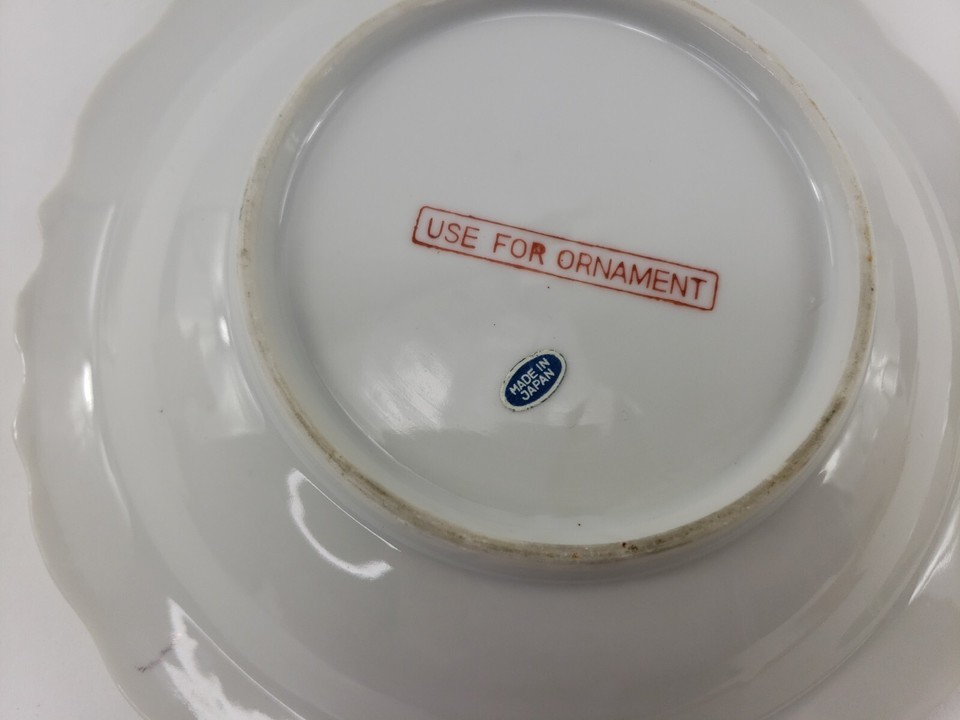 USE FOR ORNAMENT
MADE IN
JAPAN